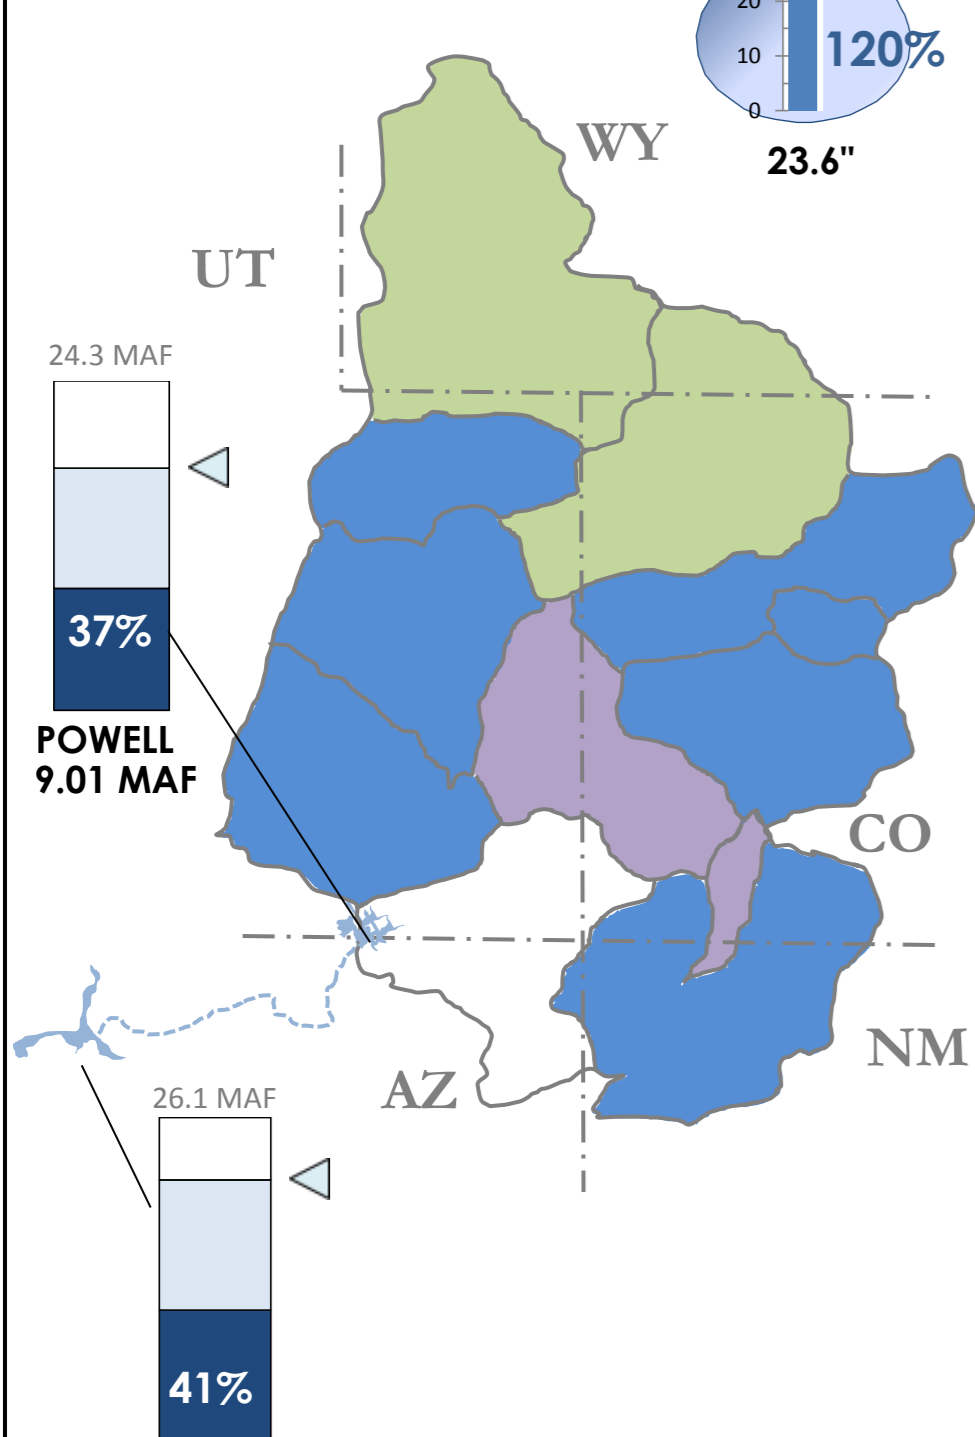 20
10
120%
0
23.6"
WY
UT
24.3 MAF
37%
POWELL
9.01 MAF
CO
NM
AZ
26.1 MAF
41%